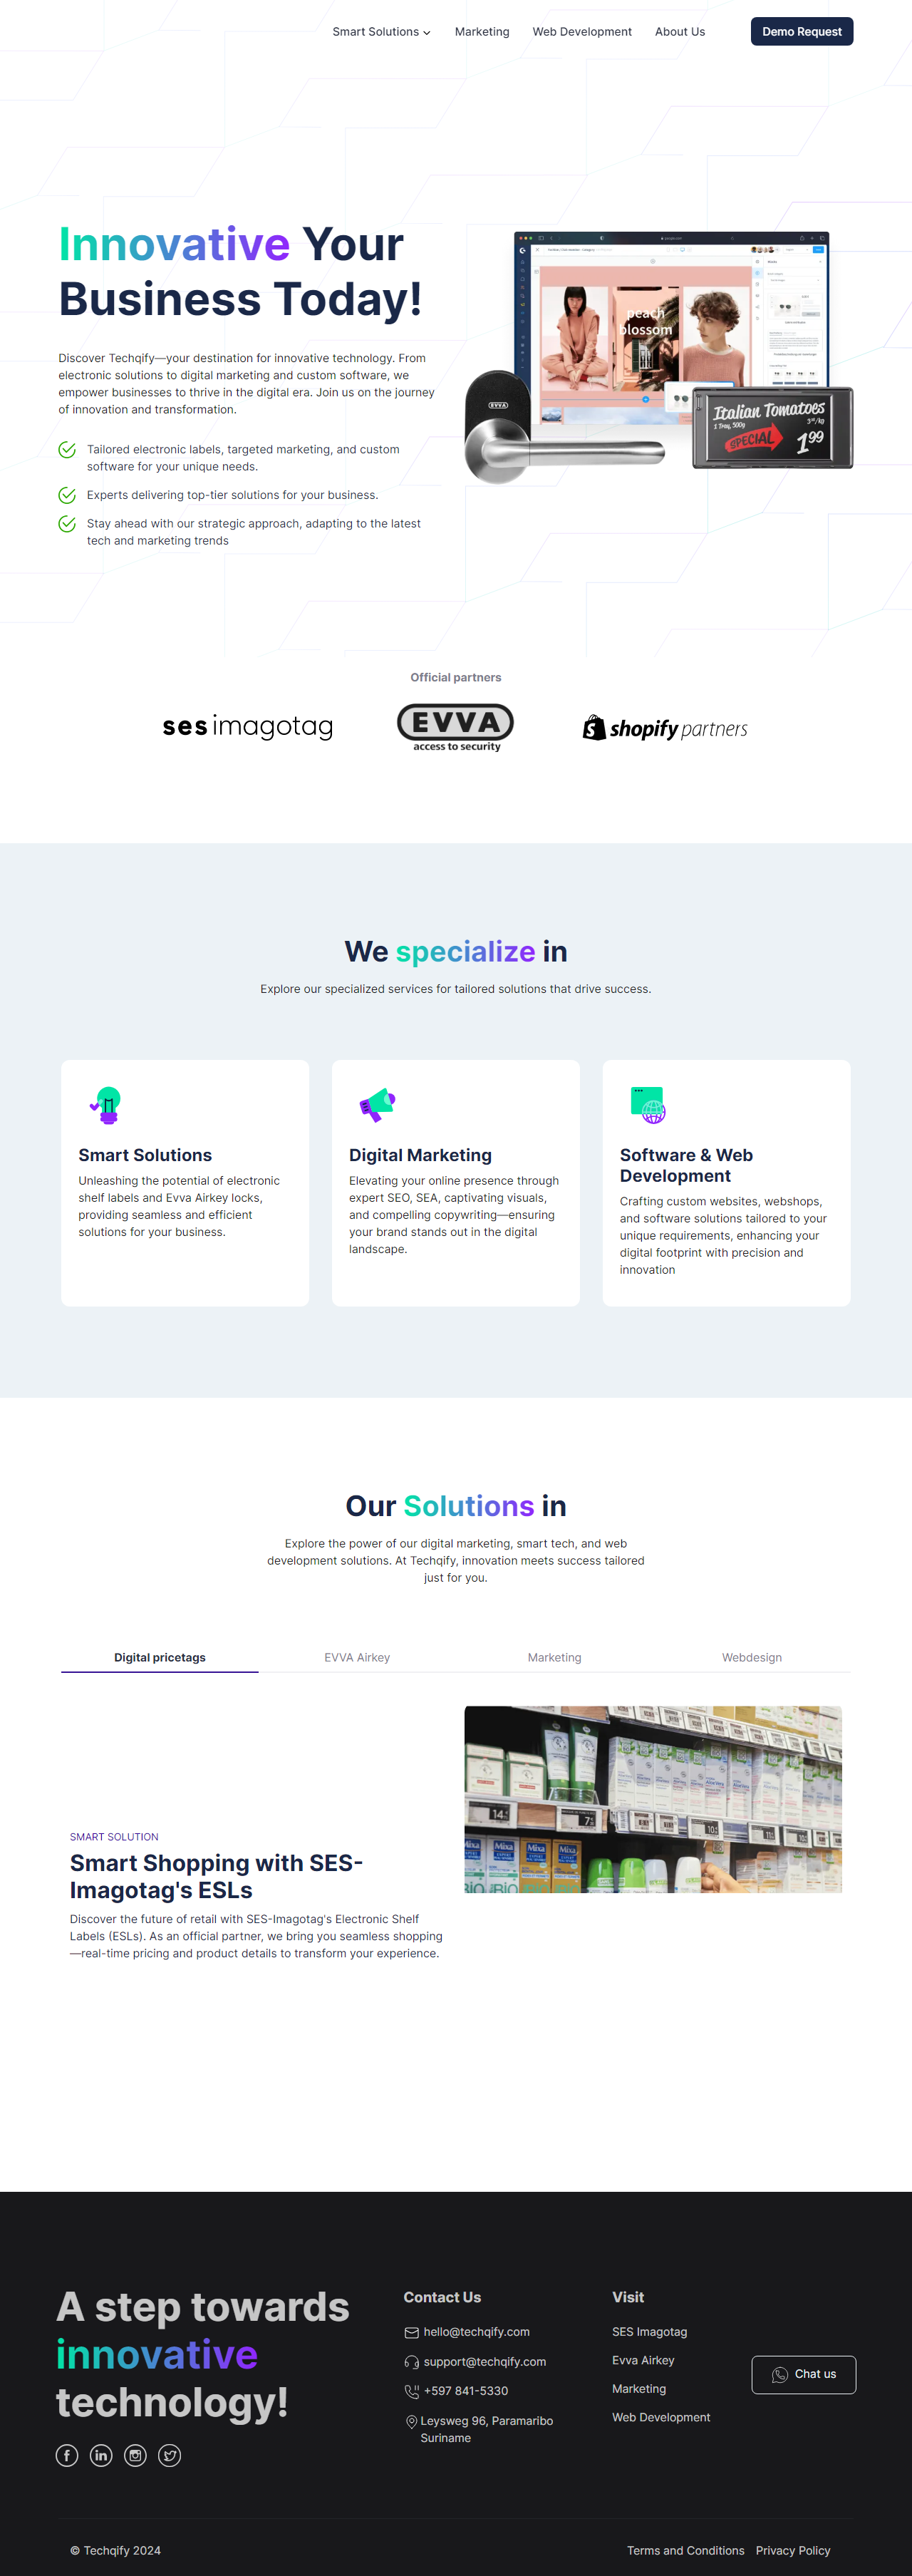 Smart Solutions
Marketing
Web Development
About Us
Demo Request
Innovative Your
Business Today!
Discover Techqify—your destination for innovative technology. From
electronic solutions to digital marketing and custom software, we
empower businesses to thrive in the digital era. Join us on the journey
of innovation and transformation.
Tailored electronic labels, targeted marketing, and custom
software for your unique needs.
Experts delivering top-tier solutions for your business.
Stay ahead with our strategic approach, adapting to the latest
tech and marketing trends
peach
blossom
EVVA
Italian Tomatoes
1 Tray, 500g
3.98/kg
SPECIAL
1.99
Official partners
ses imagotag
EVVA
access to security
shopify partners
We specialize in
Explore our specialized services for tailored solutions that drive success.
Smart Solutions
Unleashing the potential of electronic
shelf labels and Evva Airkey locks,
providing seamless and efficient
solutions for your business.
Digital Marketing
Elevating your online presence through
expert SEO, SEA, captivating visuals,
and compelling copywriting—ensuring
your brand stands out in the digital
landscape.
Software & Web
Development
Crafting custom websites, webshops,
and software solutions tailored to your
unique requirements, enhancing your
digital footprint with precision and
innovation
Our Solutions in
Explore the power of our digital marketing, smart tech, and web
development solutions. At Techqify, innovation meets success tailored
just for you.
Digital pricetags
EVVA Airkey
Marketing
Webdesign
SMART SOLUTION
Smart Shopping with SES-
Imagotag's ESLs
Discover the future of retail with SES-Imagotag's Electronic Shelf
Labels (ESLs). As an official partner, we bring you seamless shopping
—real-time pricing and product details to transform your experience.
Mixa
Mixa
Mixa
A step towards
innovative
technology!
Contact Us
hello@techqify.com
support@techqify.com
+597 841-5330
Leysweg 96, Paramaribo
Suriname
Visit
SES Imagotag
Evva Airkey
Marketing
Web Development
Chat us
© Techqify 2024
Terms and Conditions
Privacy Policy